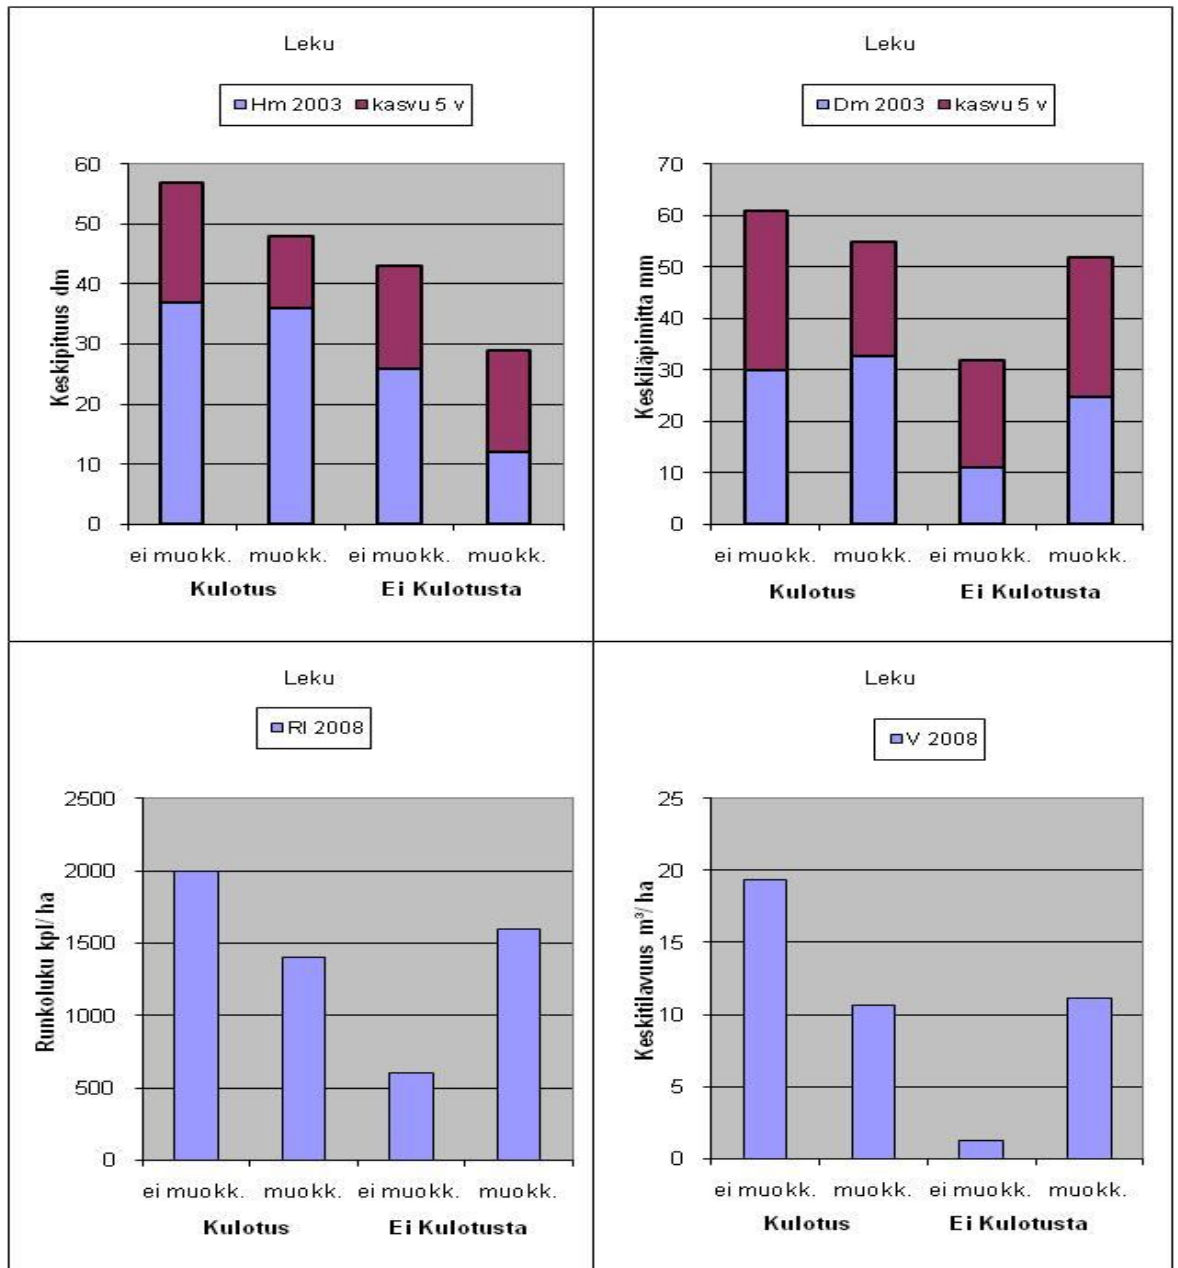 Leku
Hm 2003 kasvu 5 v
Keskipituus dm
60
50
40
30
20
10
0
ei muokk. muokk. ei muokk. muokk.
Kulotus Ei Kulotusta
Leku
Dm 2003 kasvu 5 v
Keskiläpimitta mm
70
60
50
40
30
20
10
0
ei muokk. muokk. ei muokk. muokk.
Kulotus Ei Kulotusta
Leku
Rl 2008
Runkoluku kpl/ha
2500
2000
1500
1000
500
0
ei muokk. muokk. ei muokk. muokk.
Kulotus Ei Kulotusta
Leku
V 2008
Keskitilavuus m³/ha
25
20
15
10
5
0
ei muokk. muokk. ei muokk. muokk.
Kulotus Ei Kulotusta